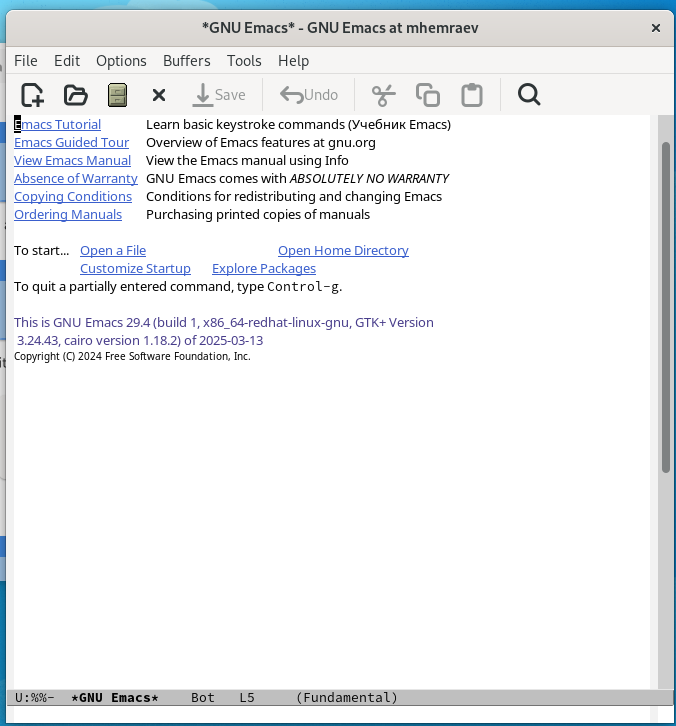 *GNU Emacs* - GNU Emacs at mhemraev
File Edit Options Buffers Tools Help
Save Undo
Emacs Tutorial Learn basic keystroke commands (Учебник Emacs)
Emacs Guided Tour Overview of Emacs features at gnu.org
View Emacs Manual View the Emacs manual using Info
Absence of Warranty GNU Emacs comes with ABSOLUTELY NO WARRANTY
Copying Conditions Conditions for redistributing and changing Emacs
Ordering Manuals Purchasing printed copies of manuals
To start... Open a File Open Home Directory
Customize Startup Explore Packages
To quit a partially entered command, type Control-g.
This is GNU Emacs 29.4 (build 1, x86_64-redhat-linux-gnu, GTK+ Version
3.24.43, cairo version 1.18.2) of 2025-03-13
Copyright (C) 2024 Free Software Foundation, Inc.
U:%%- *GNU Emacs* Bot L5 (Fundamental)